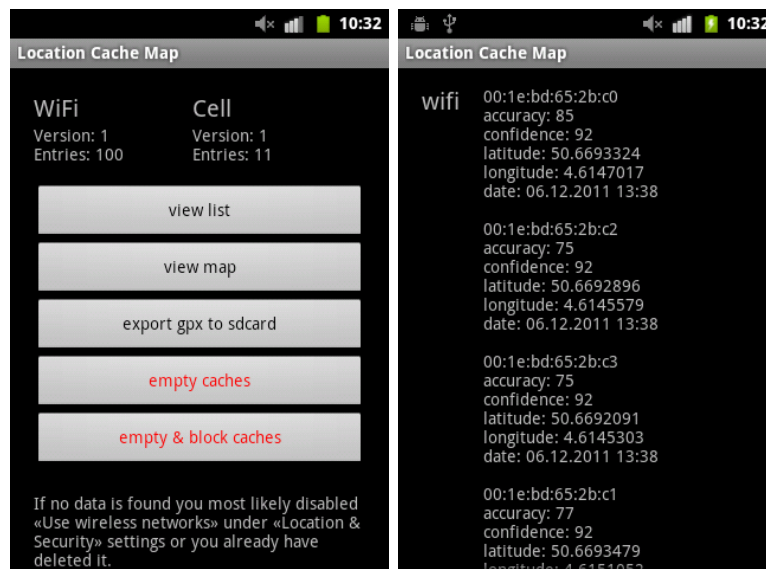 10:32
Location Cache Map
WiFi
Version: 1
Entries: 100
Cell
Version: 1
Entries: 11
view list
view map
export gpx to sdcard
empty caches
empty & block caches
If no data is found you most likely disabled
«Use wireless networks» under «Location &
Security» settings or you already have
deleted it.
10:32
Location Cache Map
wifi
00:1e:bd:65:2b:c0
accuracy: 85
confidence: 92
latitude: 50.6693324
longitude: 4.6147017
date: 06.12.2011 13:38
00:1e:bd:65:2b:c2
accuracy: 75
confidence: 92
latitude: 50.6692896
longitude: 4.6145579
date: 06.12.2011 13:38
00:1e:bd:65:2b:c3
accuracy: 75
confidence: 92
latitude: 50.6692091
longitude: 4.6145303
date: 06.12.2011 13:38
00:1e:bd:65:2b:c1
accuracy: 77
confidence: 92
latitude: 50.6693479
longitude: 4.6151052